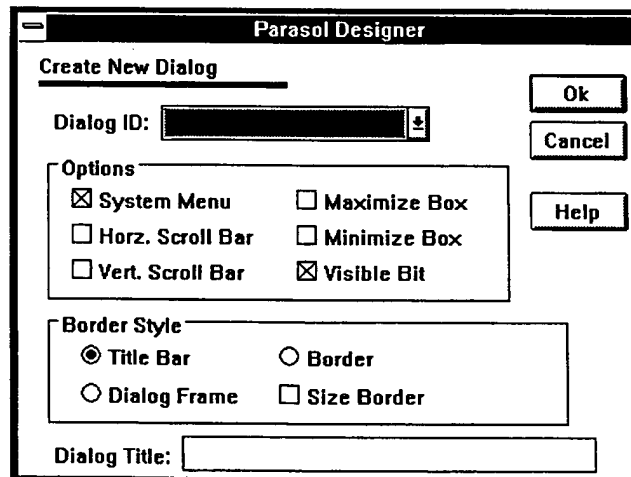 Parasol Designer
Create New Dialog
Dialog ID:
Ok
Cancel
Help
Options
System Menu
Maximize Box
Horz. Scroll Bar
Minimize Box
Vert. Scroll Bar
Visible Bit
Border Style
Title Bar
Border
Dialog Frame
Size Border
Dialog Title: